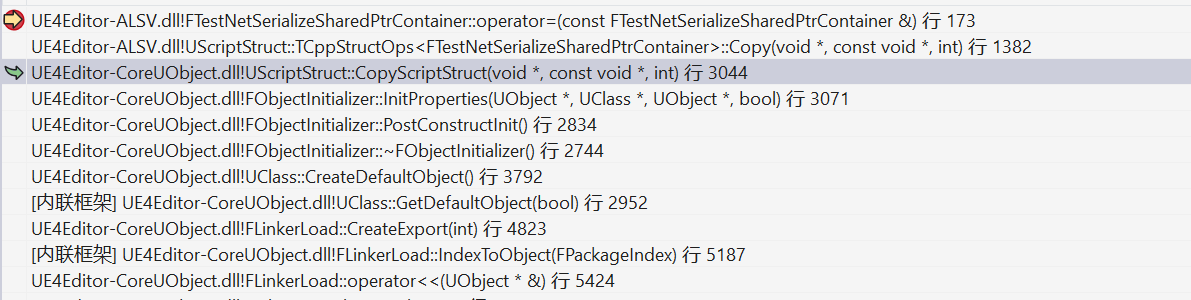 UE4Editor-ALSV.dll!FTestNetSerializeSharedPtrContainer::operator=(const FTestNetSerializeSharedPtrContainer &) 行 173
UE4Editor-ALSV.dll!UScriptStruct::TCppStructOps<FTestNetSerializeSharedPtrContainer>::Copy(void *, const void *, int) 行 1382
UE4Editor-CoreUObject.dll!UScriptStruct::CopyScriptStruct(void *, const void *, int) 行 3044
UE4Editor-CoreUObject.dll!FObjectInitializer::InitProperties(UObject *, UClass *, UObject *, bool) 行 3071
UE4Editor-CoreUObject.dll!FObjectInitializer::PostConstructInit() 行 2834
UE4Editor-CoreUObject.dll!FObjectInitializer::~FObjectInitializer() 行 2744
UE4Editor-CoreUObject.dll!UClass::CreateDefaultObject() 行 3792
[内联框架] UE4Editor-CoreUObject.dll!UClass::GetDefaultObject(bool) 行 2952
UE4Editor-CoreUObject.dll!FLinkerLoad::CreateExport(int) 行 4823
[内联框架] UE4Editor-CoreUObject.dll!FLinkerLoad::IndexToObject(FPackageIndex) 行 5187
UE4Editor-CoreUObject.dll!FLinkerLoad::operator<<(UObject * &) 行 5424